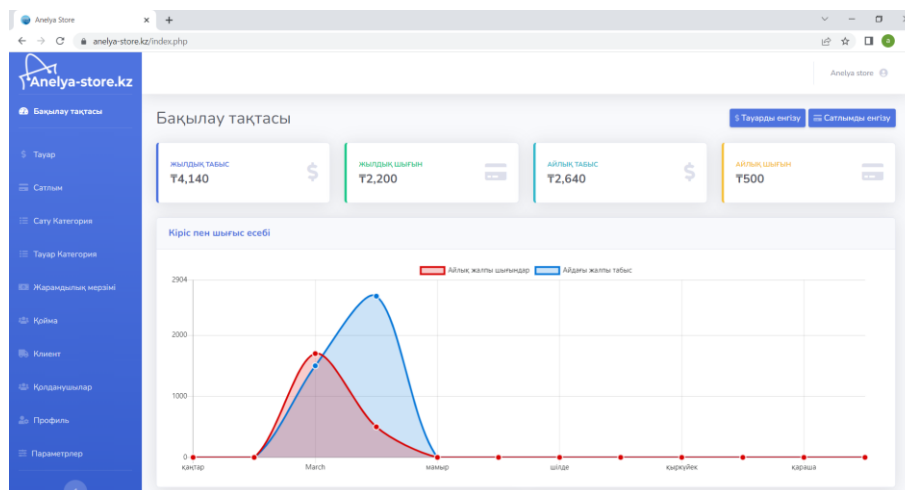 Anelya Store
anelya-store.kz/index.php
Anelya-store.kz
Anelya store
Бақылау тақтасы
Тауар
Сатлым
Сату Категория
Тауар Категория
Жарамдылық мерзімі
Қойма
Клиент
Қолданушылар
Профиль
Параметрлер
Бақылау тақтасы
$ Тауарды енгізу
Сатлымды енгізу
ЖЫЛДЫҚ ТАБЫС
₸4,140
ЖЫЛДЫҚ ШЫҒЫН
₸2,200
АЙЛЫҚ ТАБЫС
₸2,640
АЙЛЫҚ ШЫҒЫН
₸500
Кіріс пен шығыс есебі
Айлық жалпы шығындар
Айдағы жалпы табыс
2904
2000
1000
0
қаңтар
March
мамыр
шілде
қыркүйек
қараша